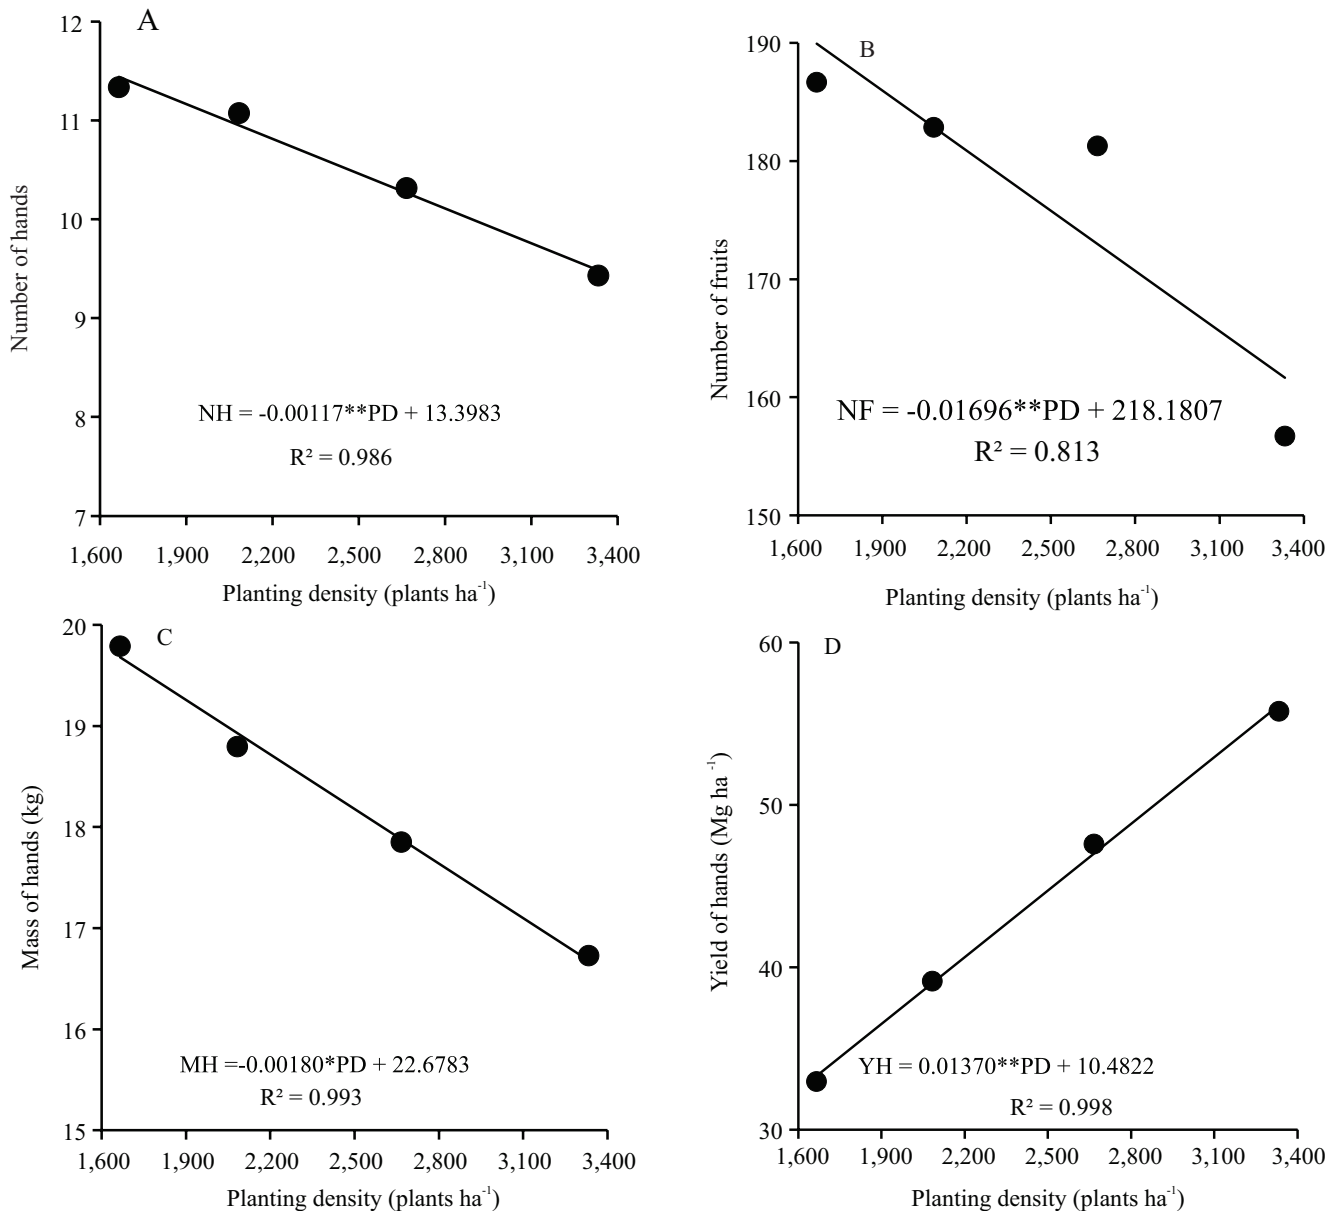 A
12
11
10
9
8
7
Number of hands
NH = -0.00117**PD + 13.3983
R² = 0.986
1,600 1,900 2,200 2,500 2,800 3,100 3,400
Planting density (plants ha⁻¹)
B
190
180
170
160
150
Number of fruits
NF = -0.01696**PD + 218.1807
R² = 0.813
1,600 1,900 2,200 2,500 2,800 3,100 3,400
Planting density (plants ha⁻¹)
C
20
19
18
17
16
15
Mass of hands (kg)
MH =-0.00180*PD + 22.6783
R² = 0.993
1,600 1,900 2,200 2,500 2,800 3,100 3,400
Planting density (plants ha⁻¹)
D
60
50
40
30
Yield of hands (Mg ha ⁻¹)
YH = 0.01370**PD + 10.4822
R² = 0.998
1,600 1,900 2,200 2,500 2,800 3,100 3,400
Planting density (plants ha⁻¹)